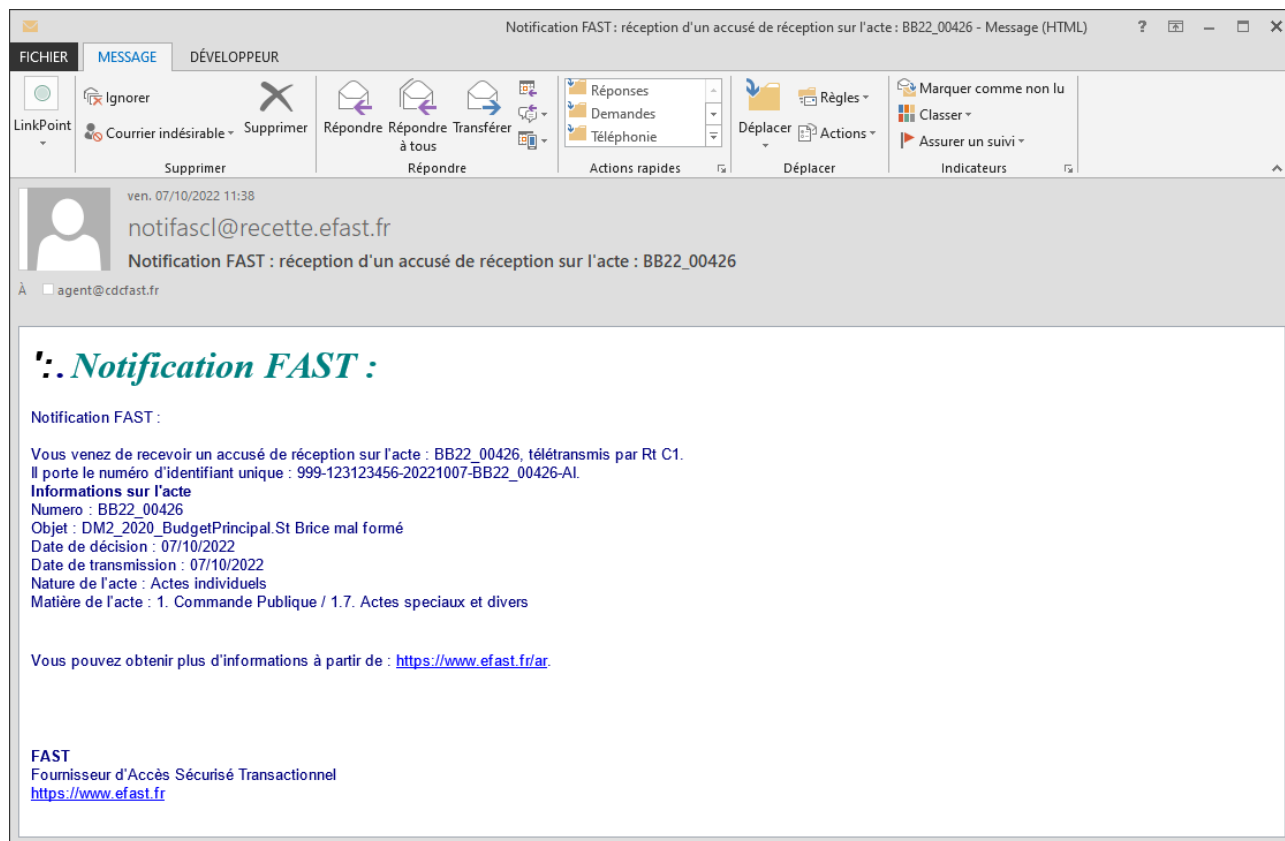 Notification FAST : réception d'un accusé de réception sur l'acte : BB22_00426 - Message (HTML)
FICHIER MESSAGE DÉVELOPPEUR
LinkPoint
Ignorer
Courrier indésirable
Supprimer
Supprimer
Répondre Répondre à tous Transférer
Répondre
Réponses
Demandes
Téléphonie
Actions rapides
Déplacer
Règles
Actions
Déplacer
Marquer comme non lu
Classer
Assurer un suivi
Indicateurs
ven. 07/10/2022 11:38
notifascl@recette.efast.fr
Notification FAST : réception d'un accusé de réception sur l'acte : BB22_00426
À agent@cdcfast.fr
':. Notification FAST :
Notification FAST :
Vous venez de recevoir un accusé de réception sur l'acte : BB22_00426, télétransmis par Rt C1.
Il porte le numéro d'identifiant unique : 999-123123456-20221007-BB22_00426-AI.
Informations sur l'acte
Numero : BB22_00426
Objet : DM2_2020_BudgetPrincipal.St Brice mal formé
Date de décision : 07/10/2022
Date de transmission : 07/10/2022
Nature de l'acte : Actes individuels
Matière de l'acte : 1. Commande Publique / 1.7. Actes speciaux et divers
Vous pouvez obtenir plus d'informations à partir de : https://www.efast.fr/ar.
FAST
Fournisseur d'Accès Sécurisé Transactionnel
https://www.efast.fr